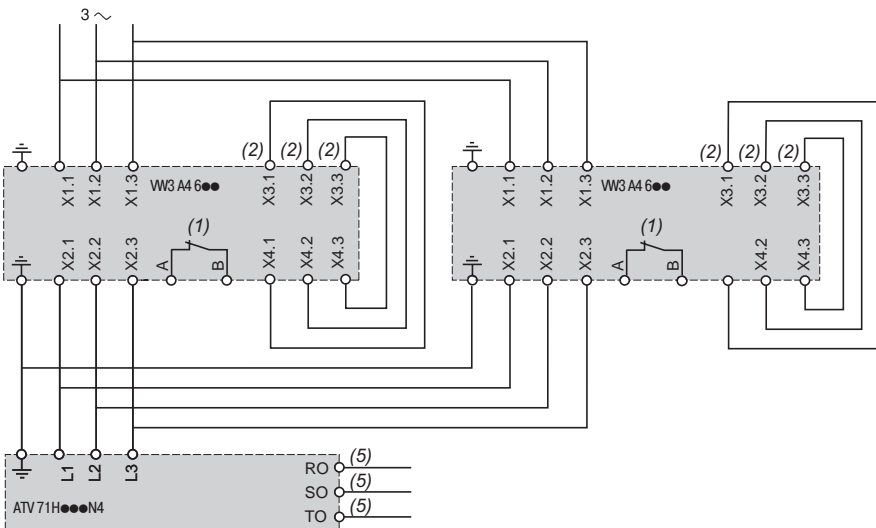 3 ~
(2) (2) (2) (2) (2) (2)
X1.1 X1.2 X1.3 VW3 A4 6●● X3.1 X3.2 X3.3 X1.1 X1.2 X1.3 VW3 A4 6●● X3.1 X3.2 X3.3
(1) (1)
X2.1 X2.2 X2.3 A B X4.1 X4.2 X4.3 X2.1 X2.2 X2.3 A B X4.2 X4.3
L1 L2 L3
RO (5)
SO (5)
ATV 71H●●●N4
TO (5)